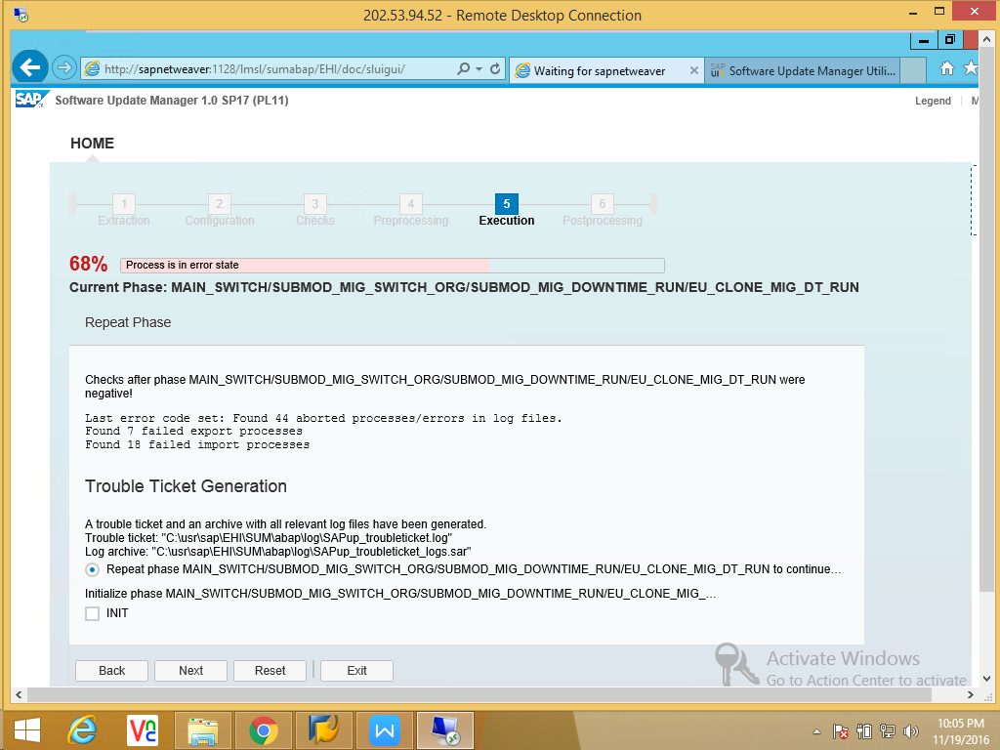 202.53.94.52 - Remote Desktop Connection
http://sapnetweaver:1128/lmsl/sumabap/EHI/doc/sluigui/
Waiting for sapnetweaver
SAP UI
Software Update Manager Utili...
SAP
Software Update Manager 1.0 SP17 (PL11)
Legend
M
HOME
1
2
3
4
5
6
Extraction
Configuration
Checks
Preprocessing
Execution
Postprocessing
68%
Process is in error state
Current Phase: MAIN_SWITCH/SUBMOD_MIG_SWITCH_ORG/SUBMOD_MIG_DOWNTIME_RUN/EU_CLONE_MIG_DT_RUN
Repeat Phase
Checks after phase MAIN_SWITCH/SUBMOD_MIG_SWITCH_ORG/SUBMOD_MIG_DOWNTIME_RUN/EU_CLONE_MIG_DT_RUN were
negative!
Last error code set: Found 44 aborted processes/errors in log files.
Found 7 failed export processes
Found 18 failed import processes
Trouble Ticket Generation
A trouble ticket and an archive with all relevant log files have been generated.
Trouble ticket: "C:\usr\sap\EHI\SUM\abap\log\SAPup_troubleticket.log"
Log archive: "C:\usr\sap\EHI\SUM\abap\log\SAPup_troubleticket_logs.sar"
Repeat phase MAIN_SWITCH/SUBMOD_MIG_SWITCH_ORG/SUBMOD_MIG_DOWNTIME_RUN/EU_CLONE_MIG_DT_RUN to continue...
Initialize phase MAIN_SWITCH/SUBMOD_MIG_SWITCH_ORG/SUBMOD_MIG_DOWNTIME_RUN/EU_CLONE_MIG_...
INIT
Back
Next
Reset
Exit
Activate Windows
Go to Action Center to activate
10:05 PM
11/19/2016